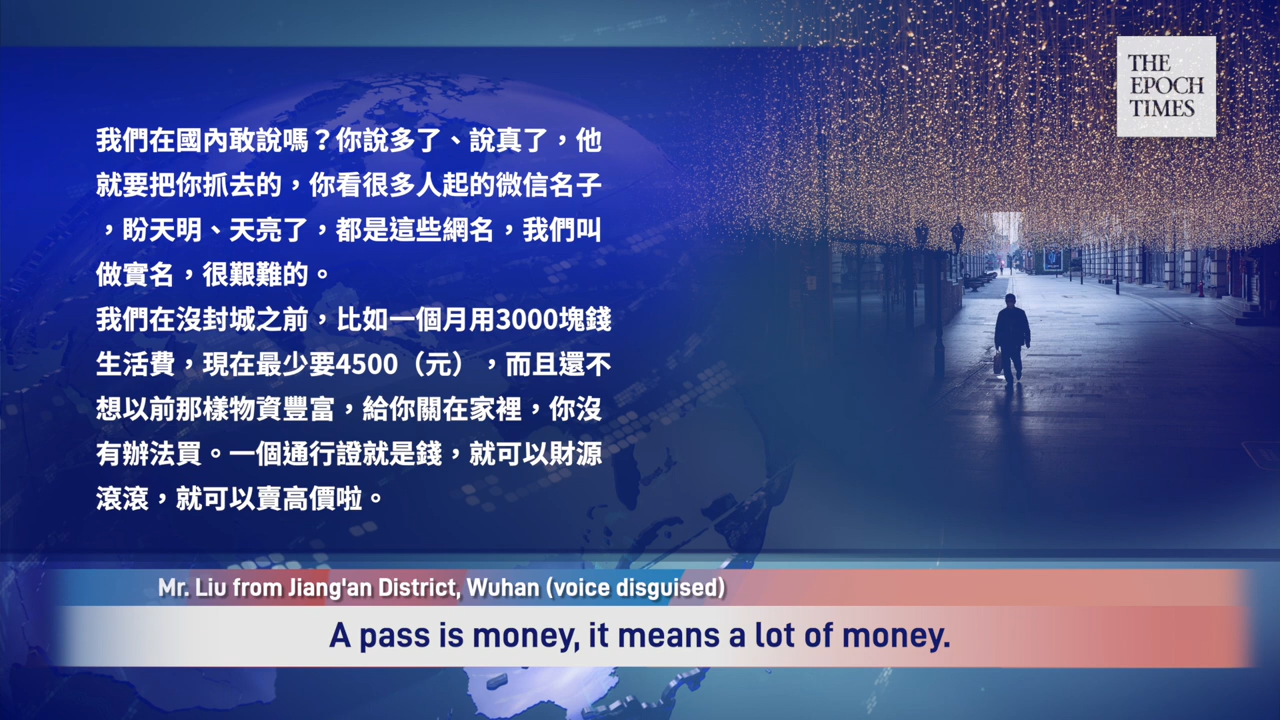 THE
EPOCH
TIMES
我們在國內敢說嗎？你說多了、說真了，他
就要把你抓去的，你看很多人起的微信名子
，盼天明、天亮了，都是這些網名，我們叫
做實名，很艱難的。
我們在沒封城之前，比如一個月用3000塊錢
生活費，現在最少要4500（元），而且還不
想以前那樣物資豐富，給你關在家裡，你沒
有辦法買。一個通行證就是錢，就可以財源
滾滾，就可以賣高價啦。
Mr. Liu from Jiang'an District, Wuhan (voice disguised)
A pass is money, it means a lot of money.